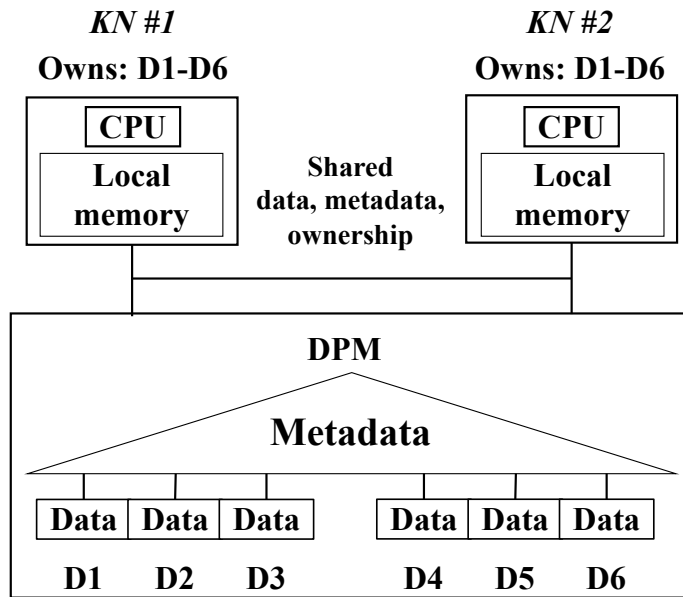 KN #1
KN #2
Owns: D1-D6
Owns: D1-D6
CPU
CPU
Local
memory
Shared
data, metadata,
ownership
Local
memory
DPM
Metadata
Data Data Data Data Data Data
D1 D2 D3 D4 D5 D6